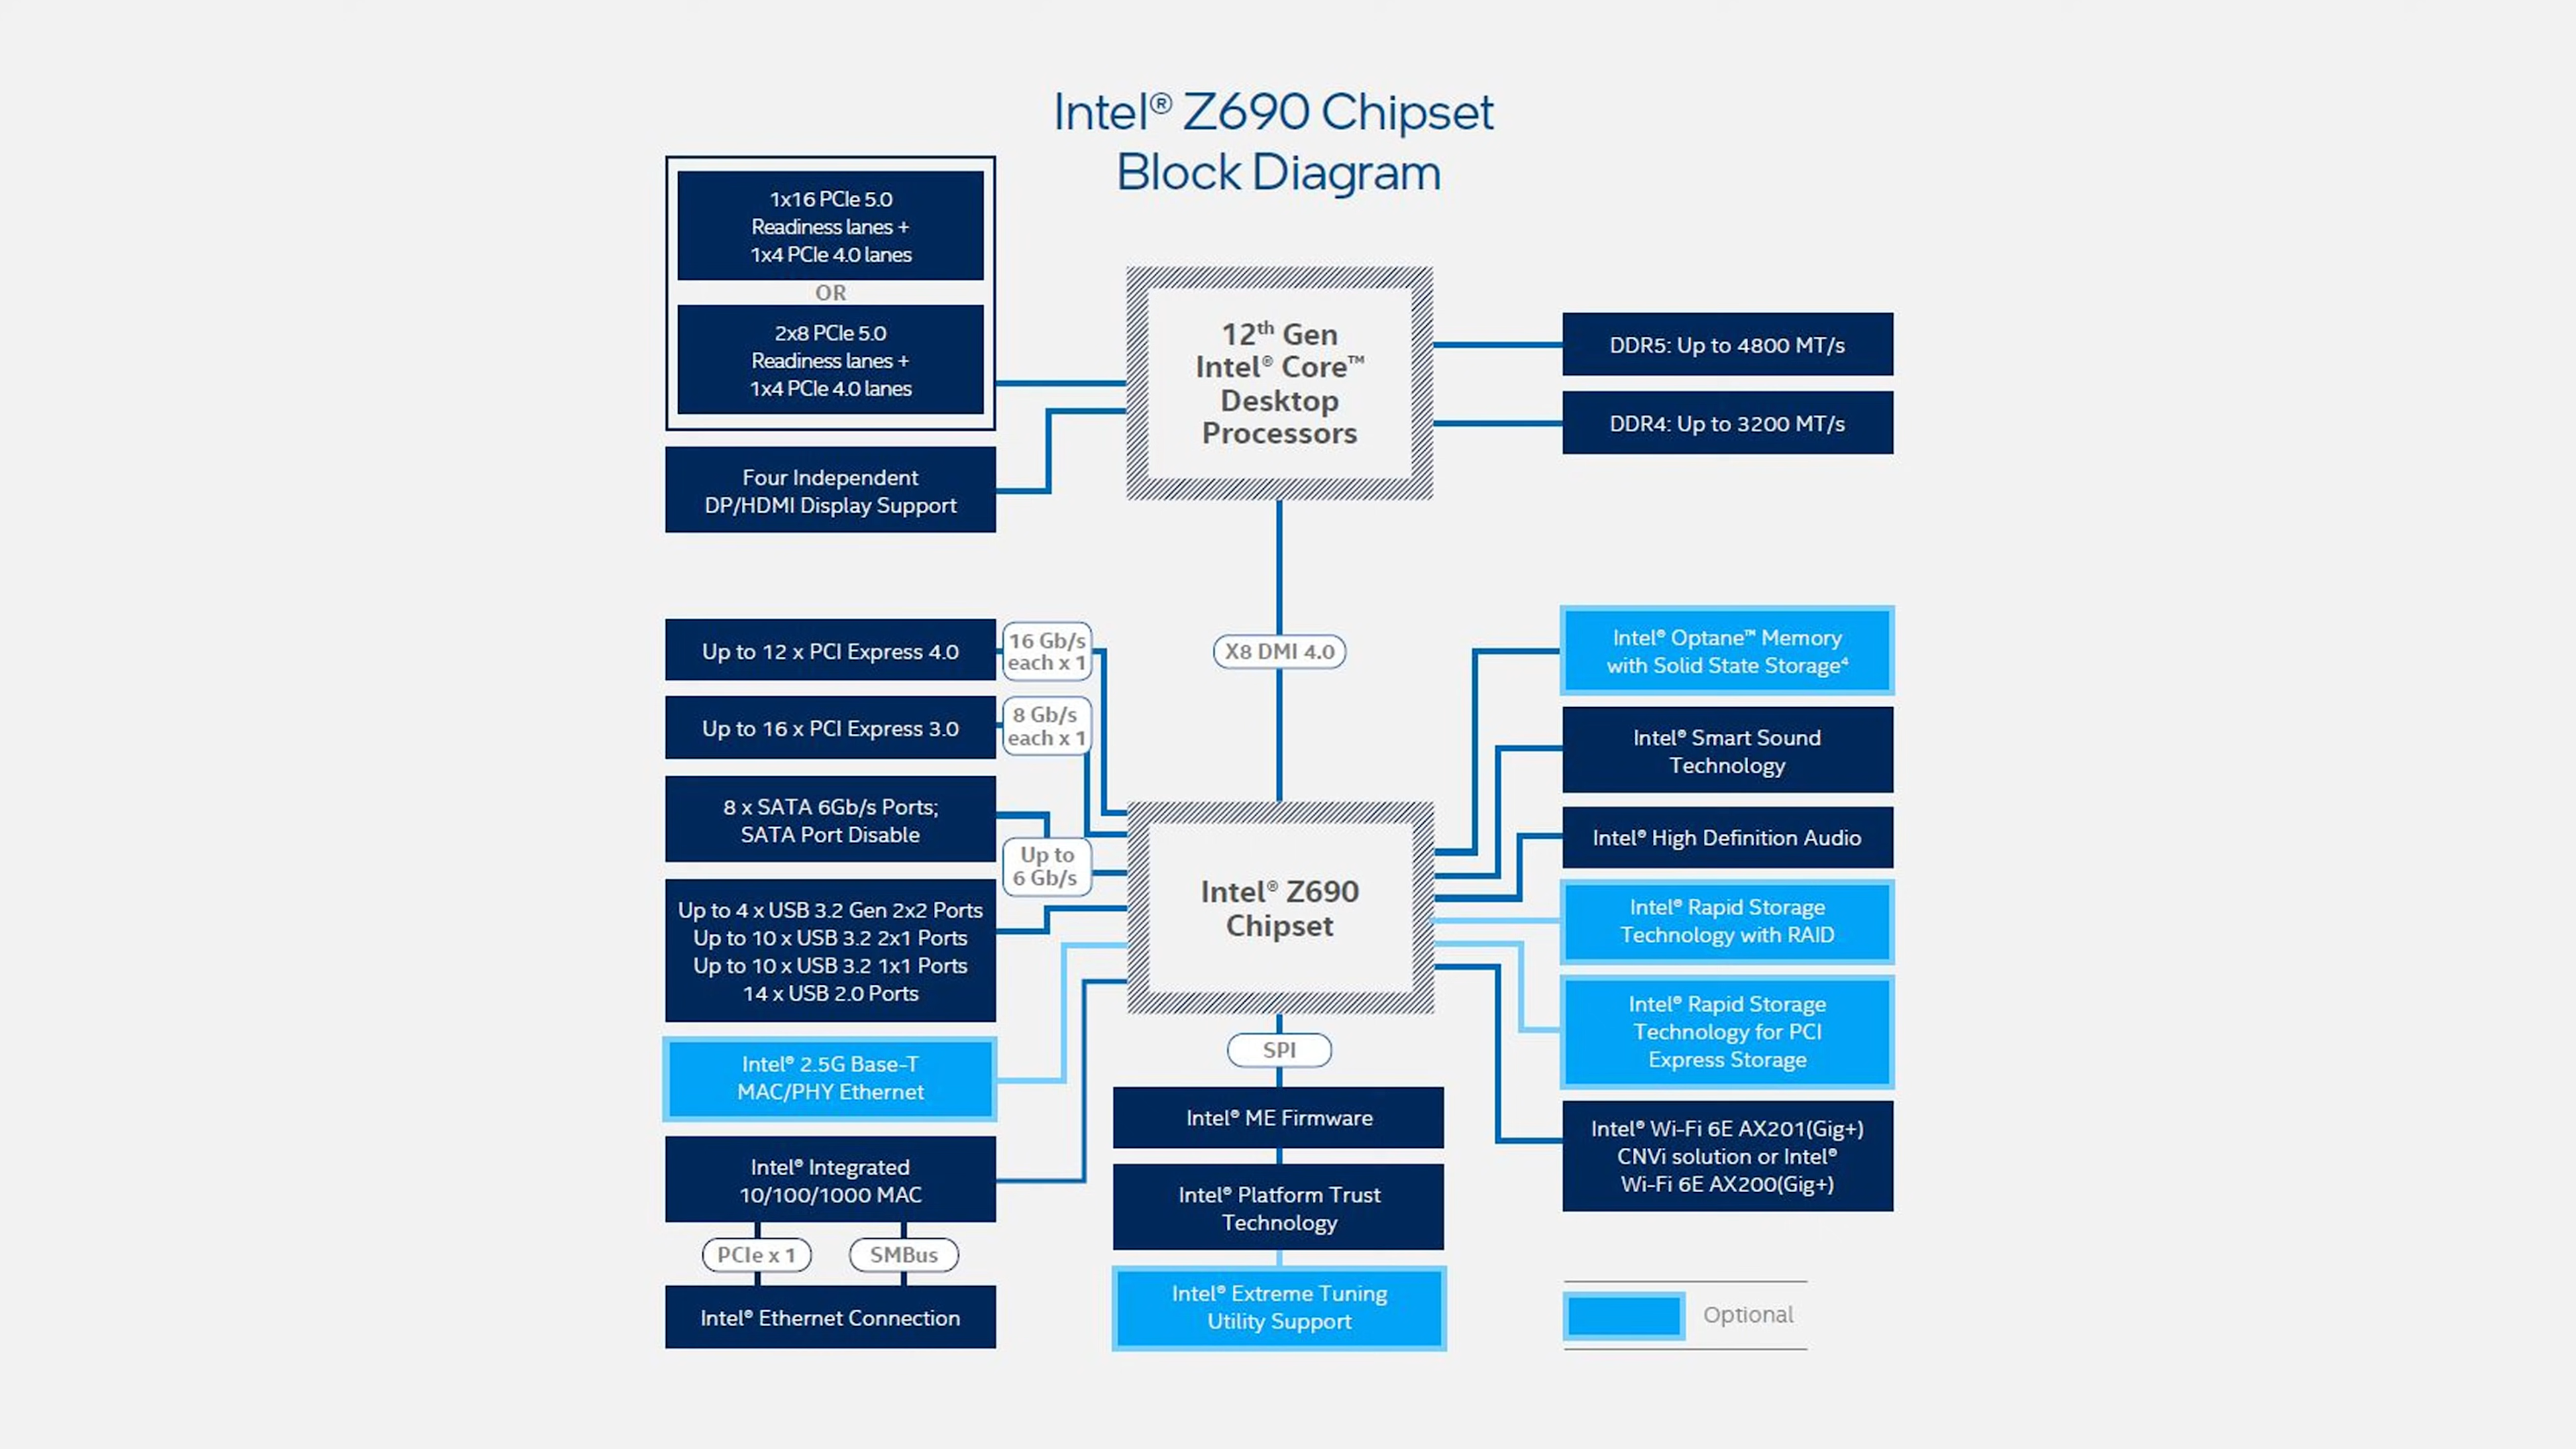 Intel® Z690 Chipset
Block Diagram
1x16 PCIe 5.0
Readiness lanes +
1x4 PCIe 4.0 lanes
OR
2x8 PCIe 5.0
Readiness lanes +
1x4 PCIe 4.0 lanes
Four Independent
DP/HDMI Display Support
12th Gen
Intel® Core™
Desktop
Processors
DDR5: Up to 4800 MT/s
DDR4: Up to 3200 MT/s
X8 DMI 4.0
Up to 12 x PCI Express 4.0
16 Gb/s
each x 1
Up to 16 x PCI Express 3.0
8 Gb/s
each x 1
8 x SATA 6Gb/s Ports;
SATA Port Disable
Up to
6 Gb/s
Up to 4 x USB 3.2 Gen 2x2 Ports
Up to 10 x USB 3.2 2x1 Ports
Up to 10 x USB 3.2 1x1 Ports
14 x USB 2.0 Ports
Intel® 2.5G Base-T
MAC/PHY Ethernet
Intel® Integrated
10/100/1000 MAC
PCIe x 1
SMBus
Intel® Ethernet Connection
Intel® Z690
Chipset
SPI
Intel® ME Firmware
Intel® Platform Trust
Technology
Intel® Extreme Tuning
Utility Support
Intel® Optane™ Memory
with Solid State Storage⁴
Intel® Smart Sound
Technology
Intel® High Definition Audio
Intel® Rapid Storage
Technology with RAID
Intel® Rapid Storage
Technology for PCI
Express Storage
Intel® Wi-Fi 6E AX201(Gig+)
CNVi solution or Intel®
Wi-Fi 6E AX200(Gig+)
Optional